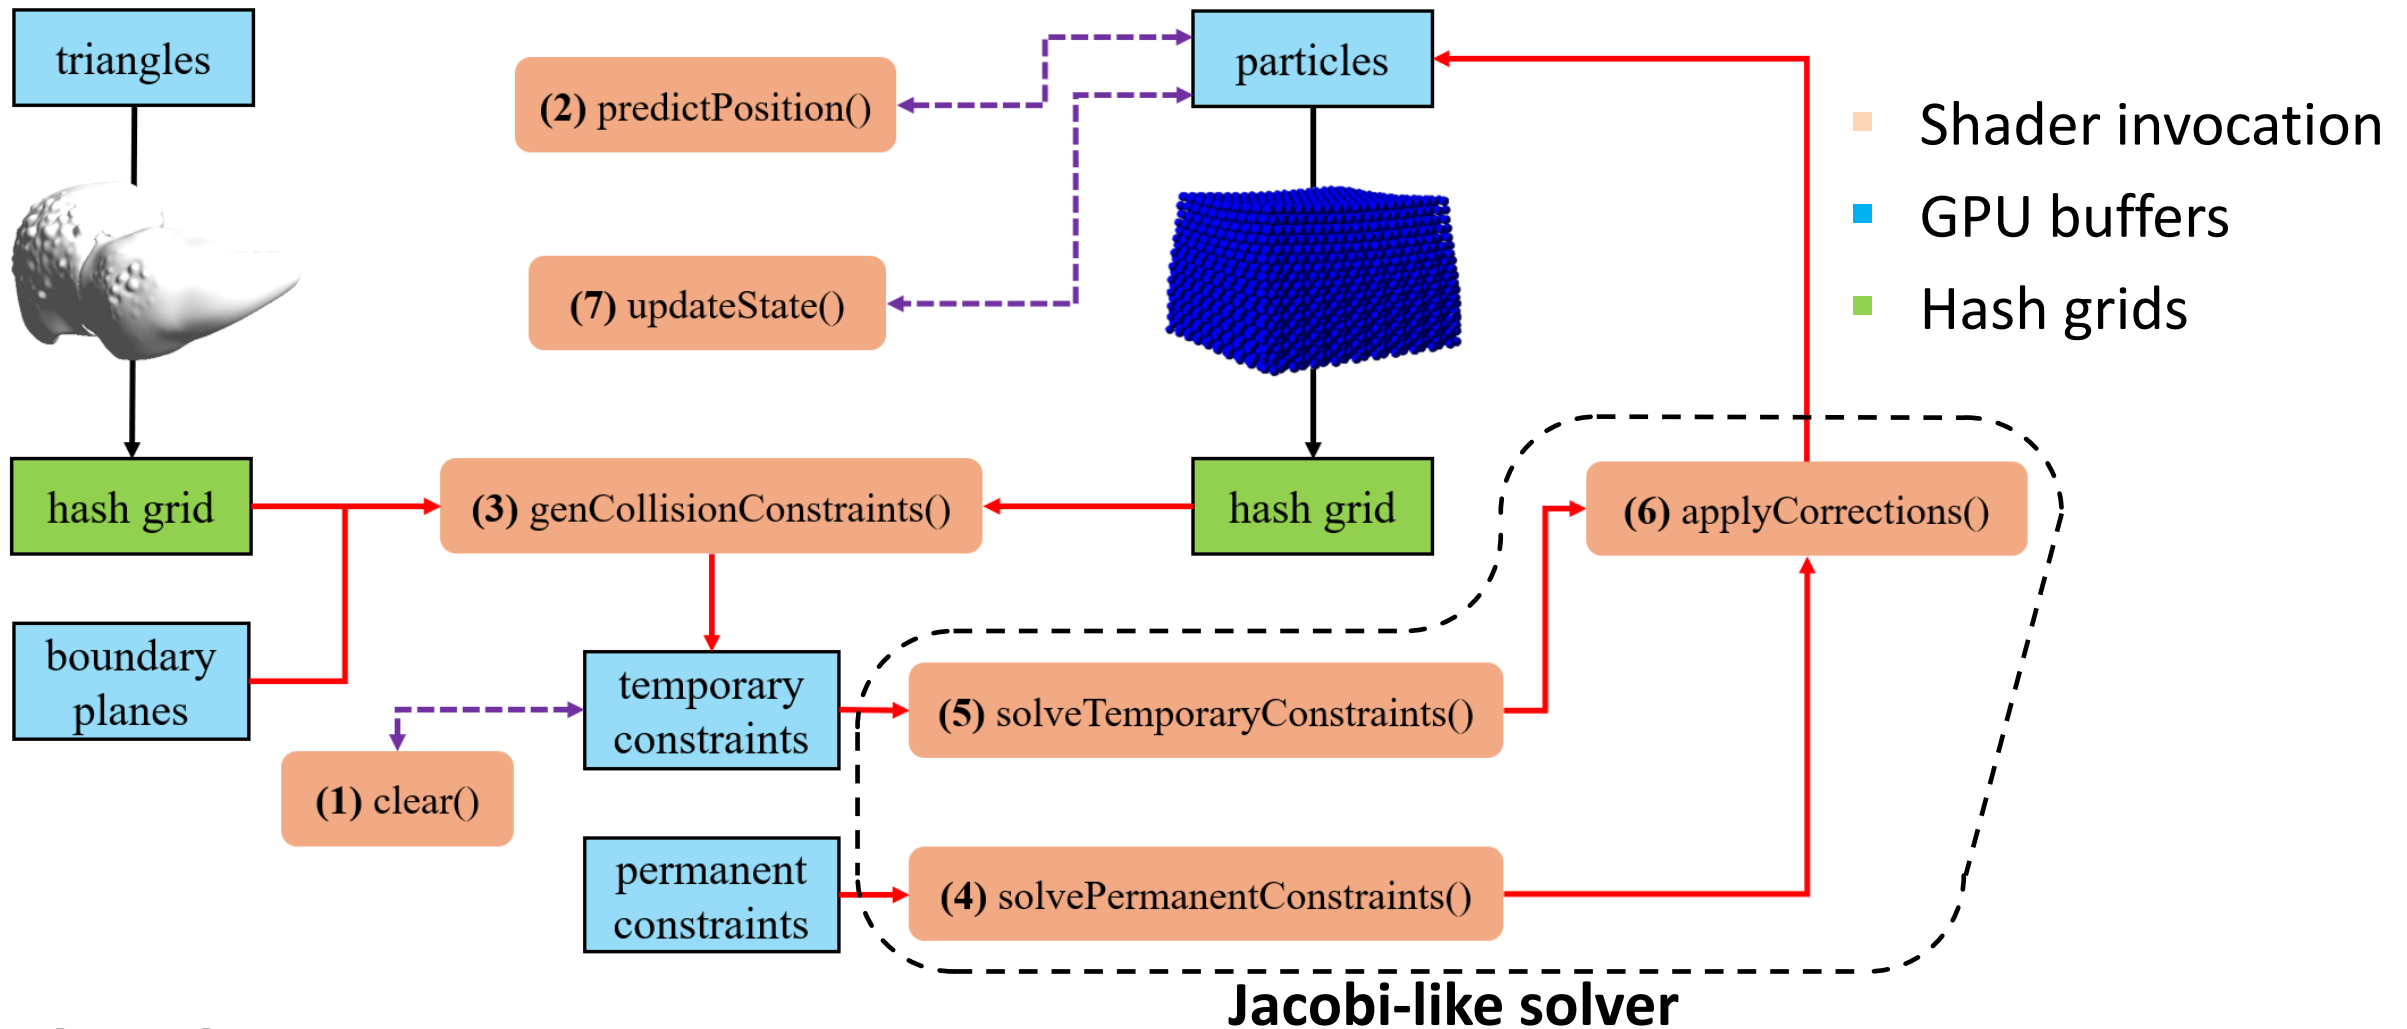 triangles
particles
(2) predictPosition()
Shader invocation
GPU buffers
(7) updateState()
Hash grids
hash grid
(3) genCollisionConstraints()
hash grid
(6) applyCorrections()
boundary
planes
temporary
constraints
(5) solveTemporaryConstraints()
(1) clear()
permanent
constraints
(4) solvePermanentConstraints()
Jacobi-like solver